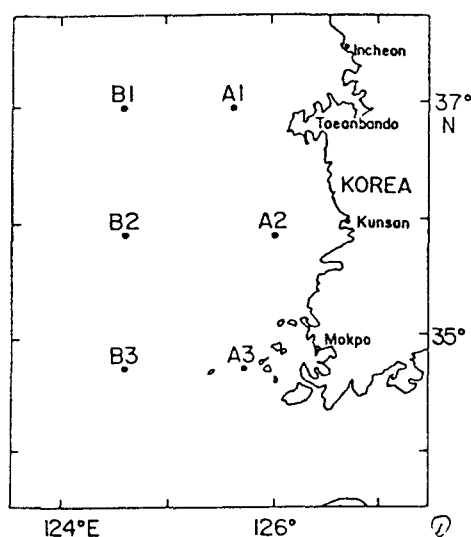 Incheon
B1 A1 37°
N
Taeanbando
KOREA
B2 A2 Kunsan
Mokpo 35°
B3 A3
124°E 126°